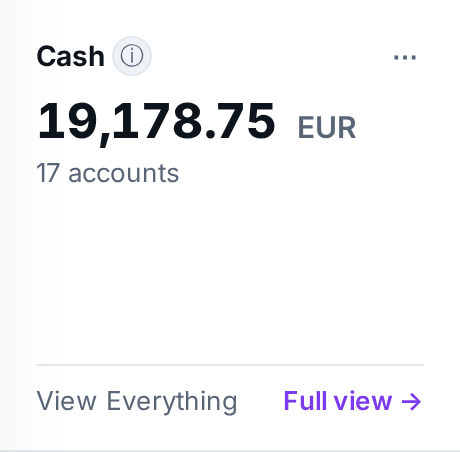 Cash ⓘ ...
19,178.75 EUR
17 accounts
View Everything Full view →